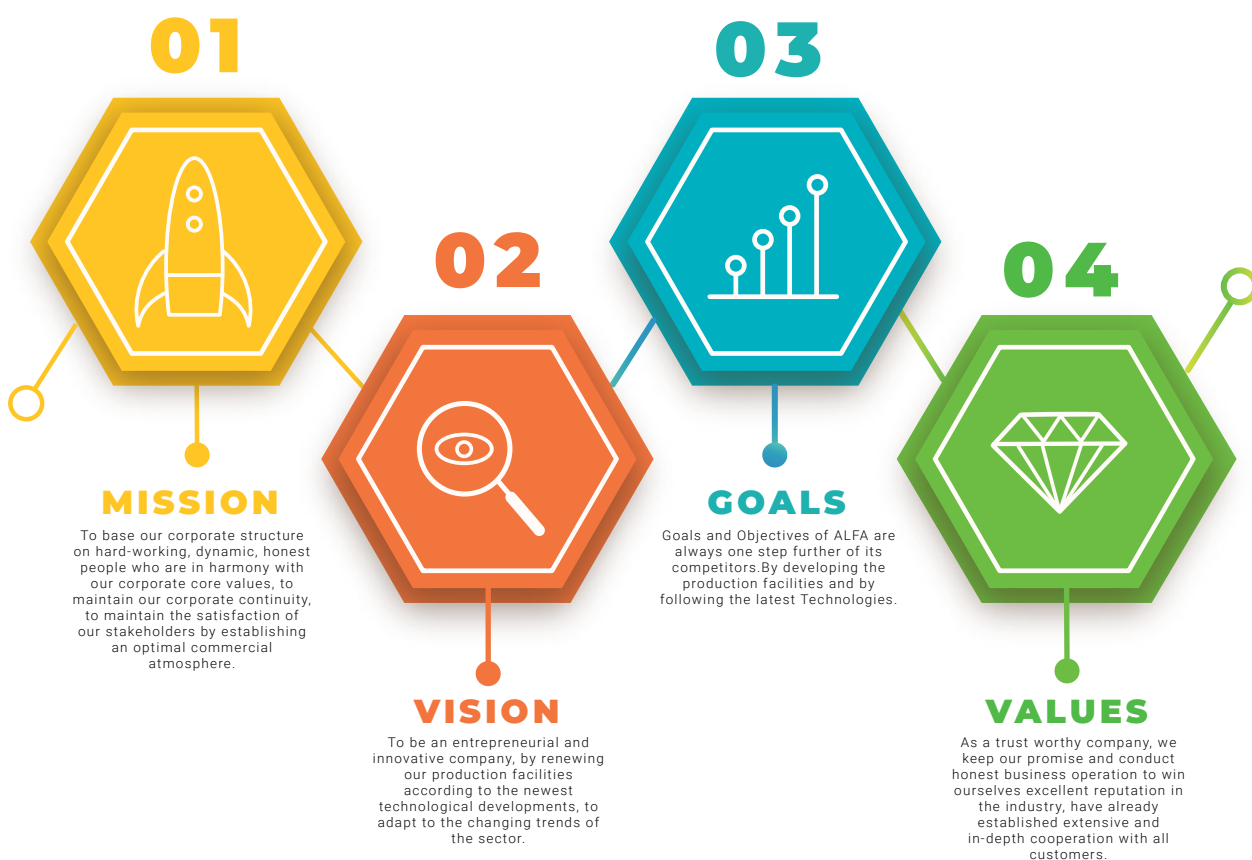 01
MISSION
To base our corporate structure
on hard-working, dynamic, honest
people who are in harmony with
our corporate core values, to
maintain our corporate continuity,
to maintain the satisfaction of
our stakeholders by establishing
an optimal commercial
atmosphere.
02
VISION
To be an entrepreneurial and
innovative company, by renewing
our production facilities
according to the newest
technological developments, to
adapt to the changing trends of
the sector.
03
GOALS
Goals and Objectives of ALFA are
always one step further of its
competitors.By developing the
production facilities and by
following the latest Technologies.
04
VALUES
As a trust worthy company, we
keep our promise and conduct
honest business operation to win
ourselves excellent reputation in
the industry, have already
established extensive and
in-depth cooperation with all
customers.